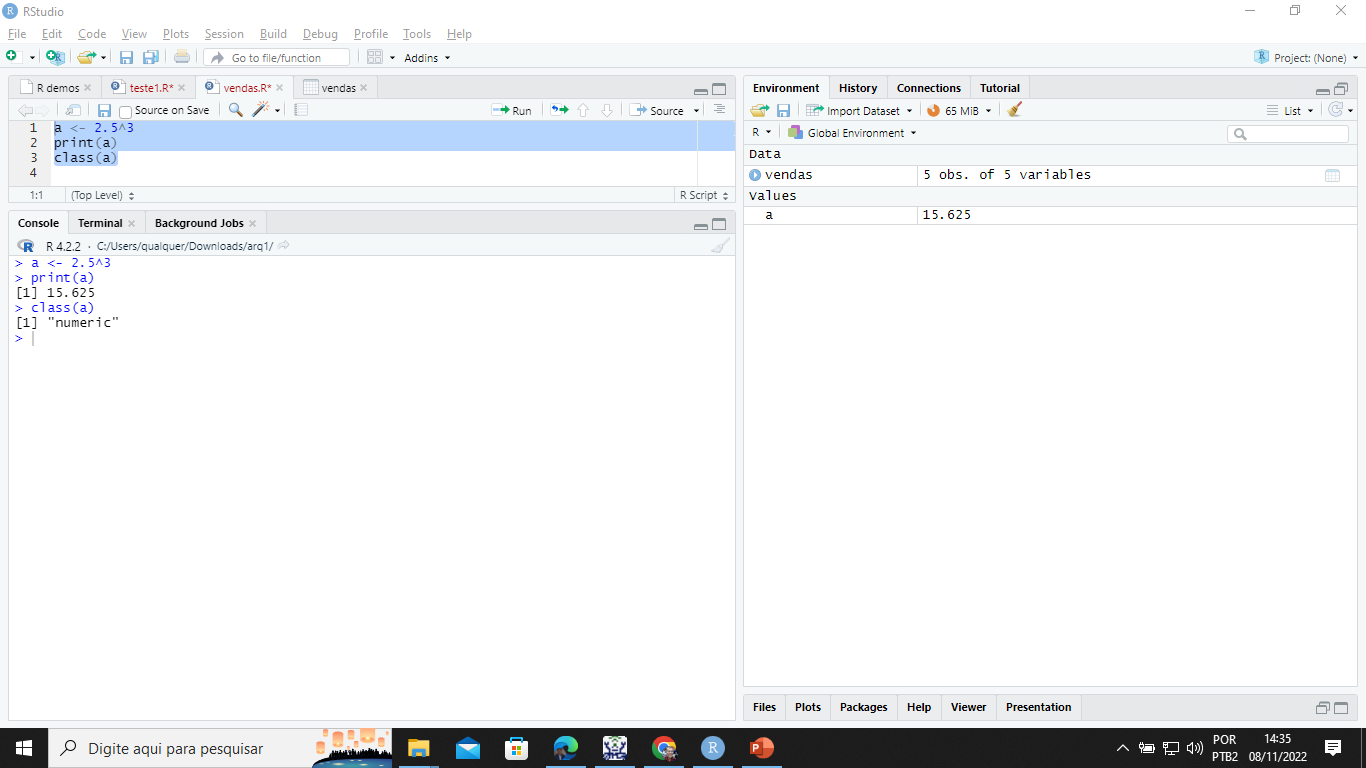 RStudio
File Edit Code View Plots Session Build Debug Profile Tools Help
Go to file/function Addins Project: (None)
R demos teste1.R* vendas.R* vendas
Source on Save Run Source
1 a <- 2.5^3
2 print(a)
3 class(a)
4
1:1 (Top Level) R Script
Console Terminal Background Jobs
R 4.2.2 · C:/Users/qualquer/Downloads/arq1/
> a <- 2.5^3
> print(a)
[1] 15.625
> class(a)
[1] "numeric"
>
Environment History Connections Tutorial
Import Dataset 65 MiB List
R Global Environment
Data
vendas 5 obs. of 5 variables
Values
a 15.625
Files Plots Packages Help Viewer Presentation
Digite aqui para pesquisar
POR
PTB2
14:35
08/11/2022